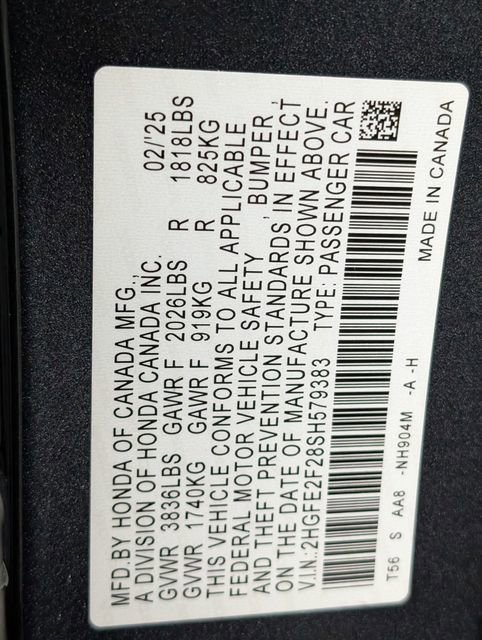 MFD.BY HONDA OF CANADA MFG.,
A DIVISION OF HONDA CANADA INC. 02/'25
GVWR 3836LBS GAWR F 2026LBS R 1818LBS
GVWR 1740KG GAWR F 919KG R 825KG
THIS VEHICLE CONFORMS TO ALL APPLICABLE
FEDERAL MOTOR VEHICLE SAFETY, BUMPER,
AND THEFT PREVENTION STANDARDS, IN EFFECT
ON THE DATE OF MANUFACTURE SHOWN ABOVE.
V.I.N.:2HGFE2F28SH579383 TYPE: PASSENGER CAR
T56 S AA8 -NH904M -A -H
MADE IN CANADA